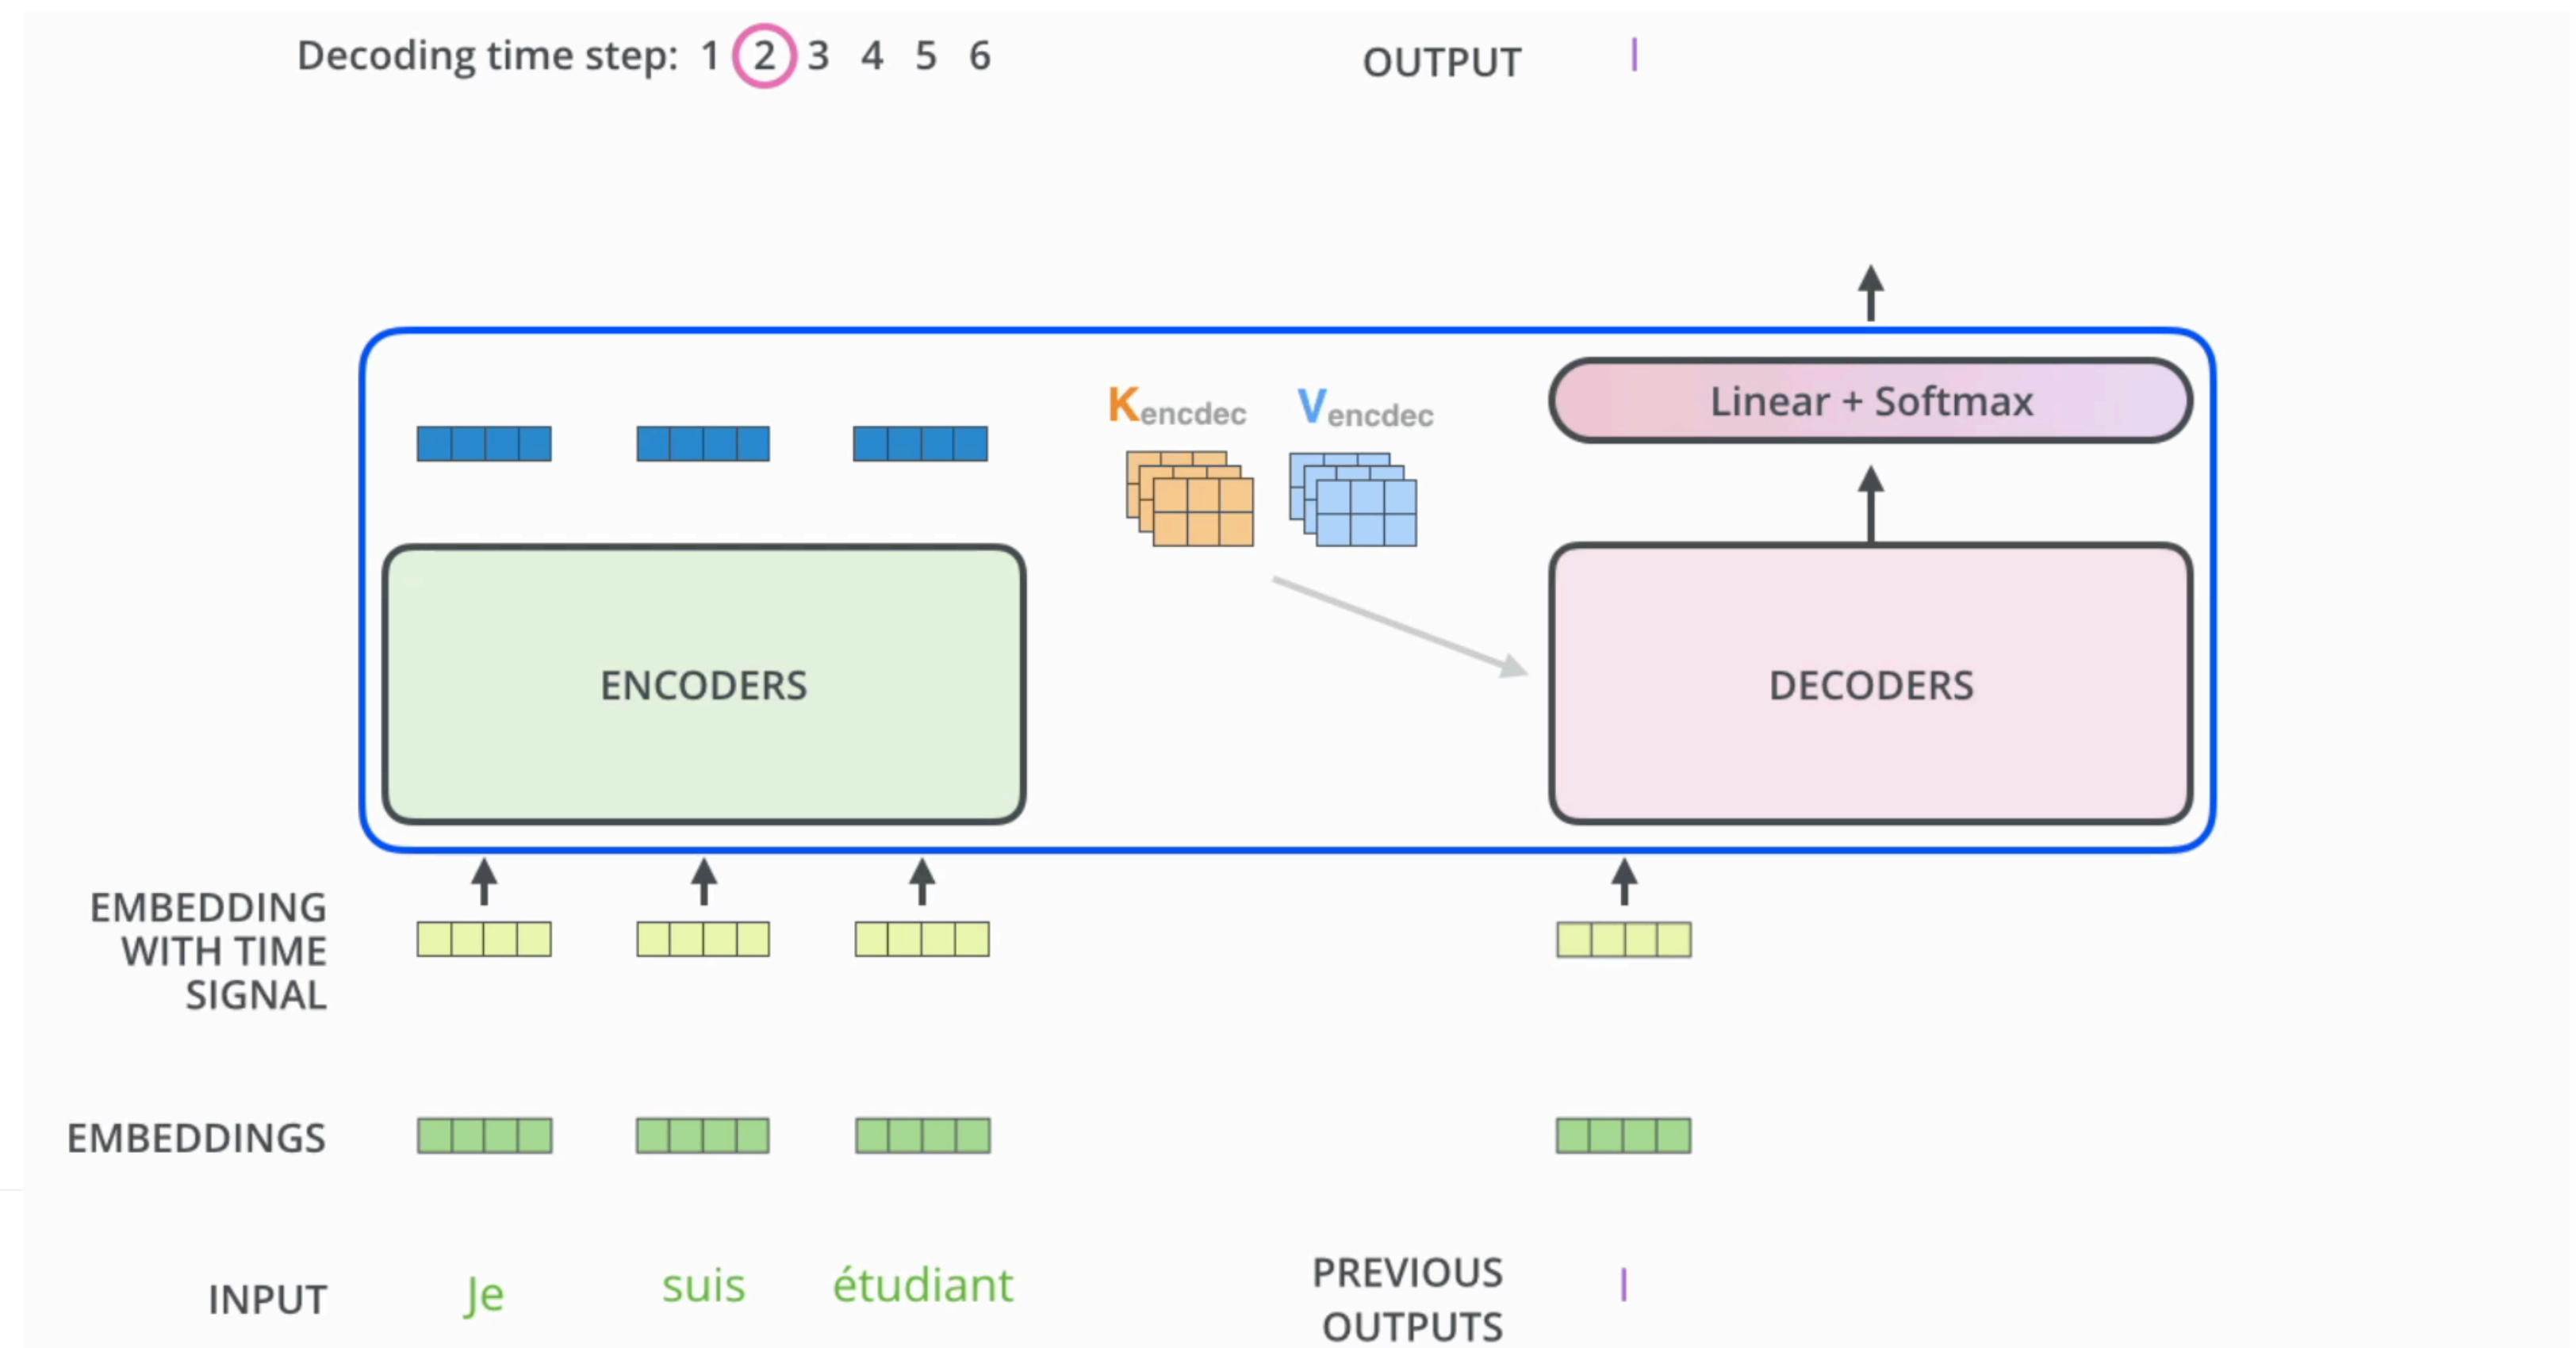 Decoding time step: 1 2 3 4 5 6
OUTPUT I
Kencdec Vencdec
Linear + Softmax
ENCODERS
DECODERS
EMBEDDING
WITH TIME
SIGNAL
EMBEDDINGS
INPUT Je suis étudiant
PREVIOUS
OUTPUTS
I